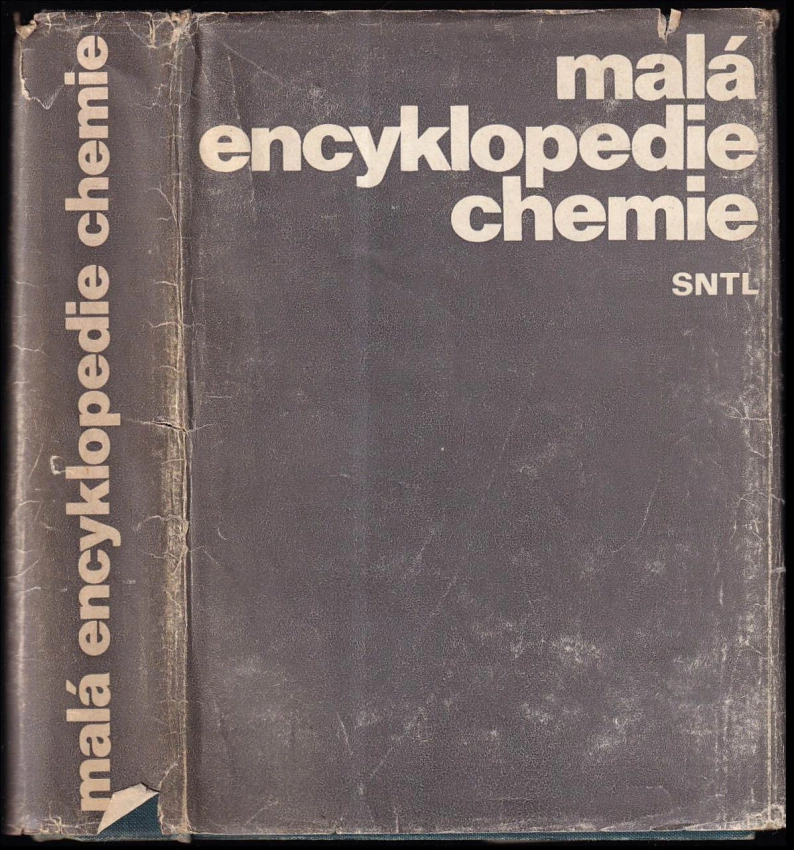 malá encyklopedie chemie
malá
encyklopedie
chemie
SNTL